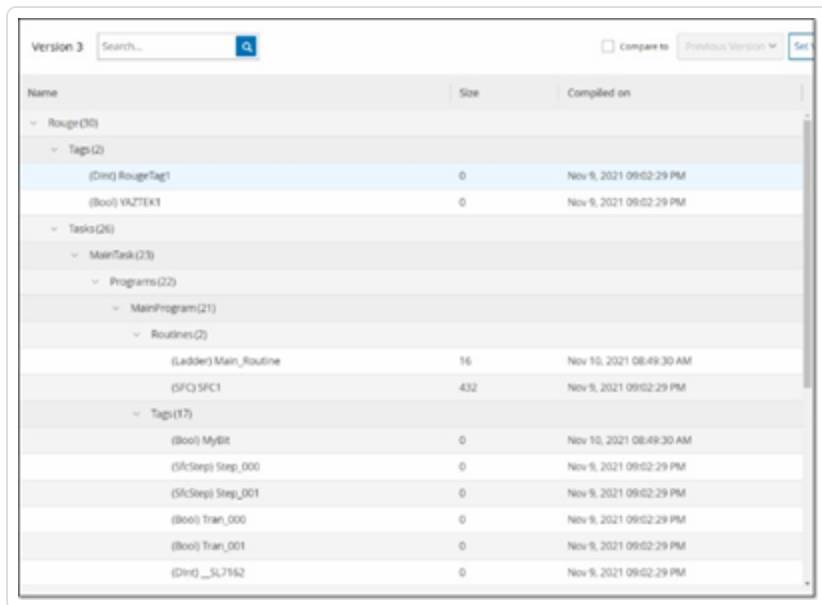 Version 3 Search... Compare to Previous Version Set
Name Size Compiled on
Rouge (30)
Tags (2)
(Dint) RougeTag1 0 Nov 9, 2021 09:02:29 PM
(Bool) YAZTEK1 0 Nov 9, 2021 09:02:29 PM
Tasks (26)
MainTask (23)
Programs (22)
MainProgram (21)
Routines (2)
(Ladder) Main_Routine 16 Nov 10, 2021 08:49:30 AM
(SFC) SFC1 432 Nov 9, 2021 09:02:29 PM
Tags (17)
(Bool) MyBit 0 Nov 10, 2021 08:49:30 AM
(SfcStep) Step_000 0 Nov 9, 2021 09:02:29 PM
(SfcStep) Step_001 0 Nov 9, 2021 09:02:29 PM
(Bool) Tran_000 0 Nov 9, 2021 09:02:29 PM
(Bool) Tran_001 0 Nov 9, 2021 09:02:29 PM
(Dint) __SL7162 0 Nov 9, 2021 09:02:29 PM